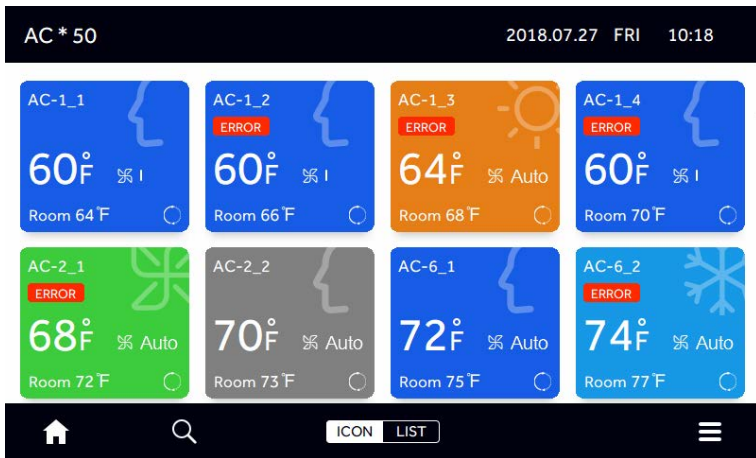 AC * 50 2018.07.27 FRI 10:18
AC-1_1 AC-1_2 AC-1_3 AC-1_4
ERROR ERROR ERROR
60°F I 60°F I 64°F Auto 60°F I
Room 64°F Room 66°F Room 68°F Room 70°F
AC-2_1 AC-2_2 AC-6_1 AC-6_2
ERROR ERROR
68°F Auto 70°F Auto 72°F Auto 74°F Auto
Room 72°F Room 73°F Room 75°F Room 77°F
ICON LIST